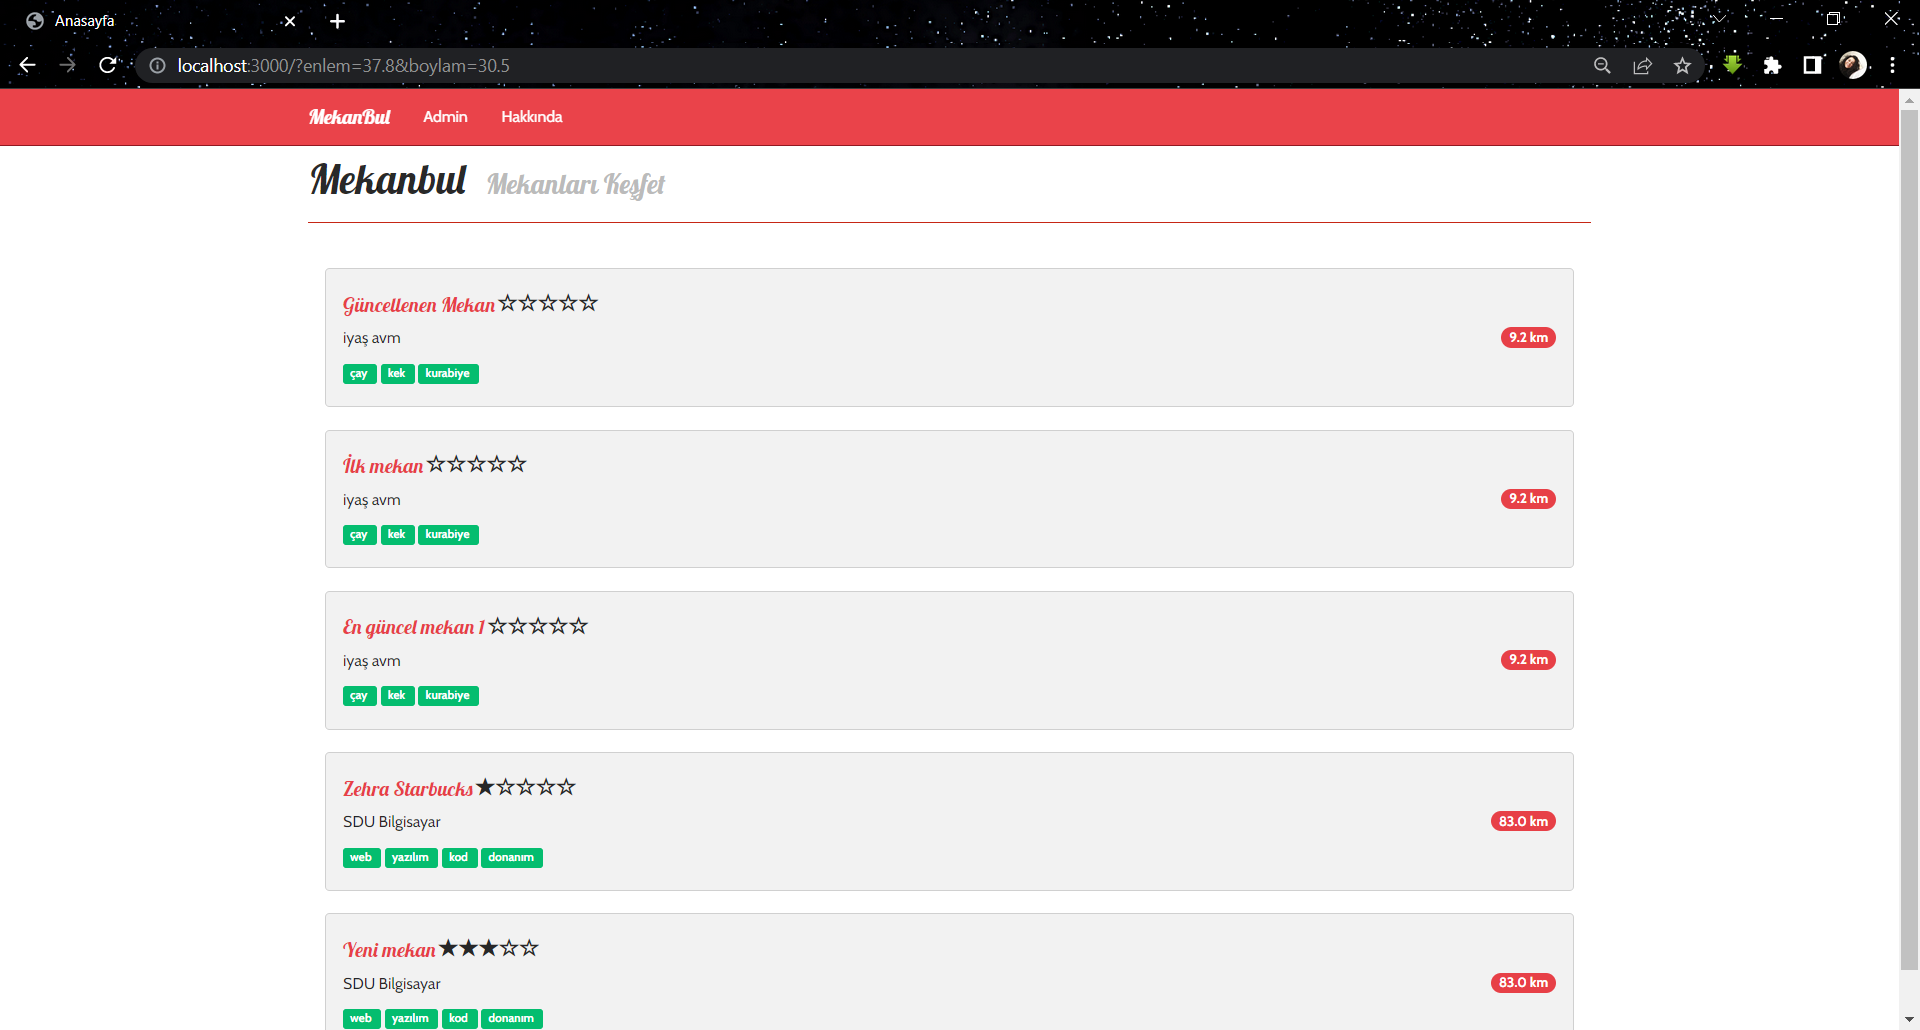 Anasayfa
localhost:3000/?enlem=37.8&boylam=30.5
MekanBul Admin Hakkında
Mekanbul Mekanları Keşfet
Güncellenen Mekan ☆☆☆☆☆
iyaş avm 9.2 km
çay kek kurabiye
İlk mekan ☆☆☆☆☆
iyaş avm 9.2 km
çay kek kurabiye
En güncel mekan 1 ☆☆☆☆☆
iyaş avm 9.2 km
çay kek kurabiye
Zehra Starbucks ★☆☆☆☆
SDU Bilgisayar 83.0 km
web yazılım kod donanım
Yeni mekan ★★★☆☆
SDU Bilgisayar 83.0 km
web yazılım kod donanım